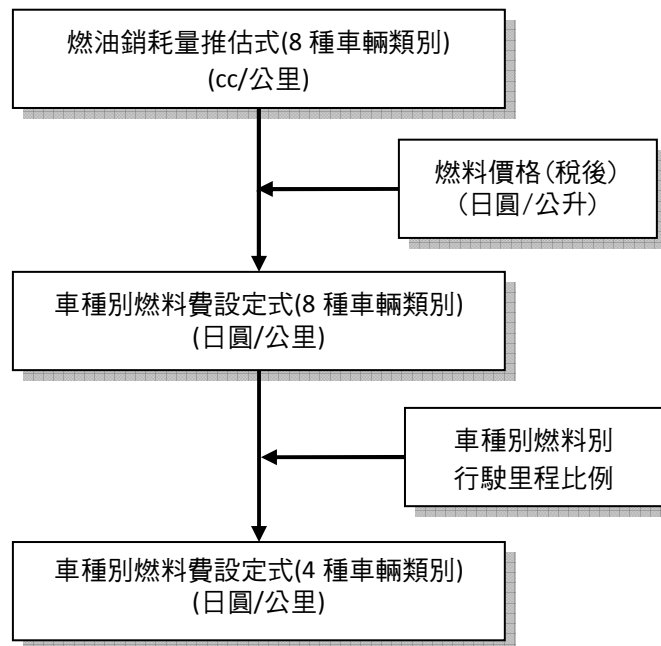 燃油銷耗量推估式(8 種車輛類別)
(cc/公里)
燃料價格(稅後)
(日圓/公升)
車種別燃料費設定式(8 種車輛類別)
(日圓/公里)
車種別燃料別
行駛里程比例
車種別燃料費設定式(4 種車輛類別)
(日圓/公里)